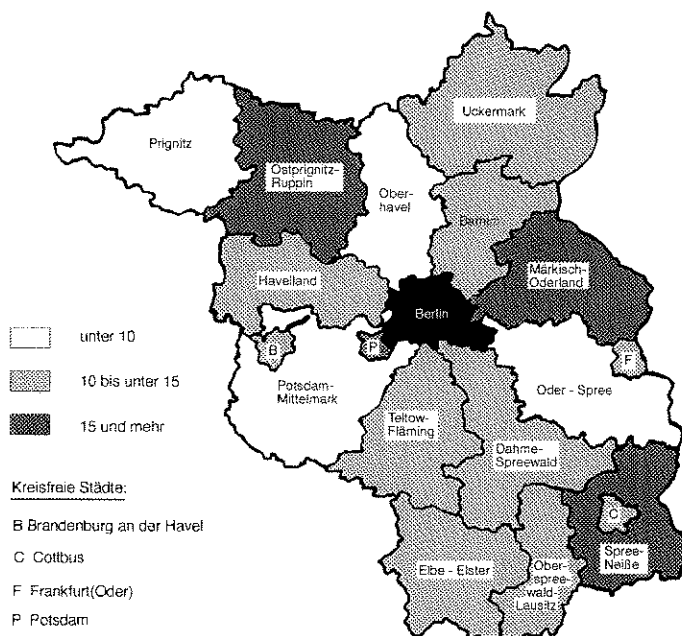 Uckermark
Prignitz
Ostprignitz-
Ruppin
Ober-
havel
Barnim
Märkisch-
Oderland
Havelland
Berlin
unter 10
B
P
F
10 bis unter 15
Potsdam-
Mittelmark
Oder - Spree
15 und mehr
Teltow-
Fläming
Dahme-
Spreewald
Kreisfreie Städte:
C
B Brandenburg an der Havel
C Cottbus
Elbe - Elster
Ober-
spree-
wald-
Lausitz
Spree-
Neiße
F Frankfurt(Oder)
P Potsdam